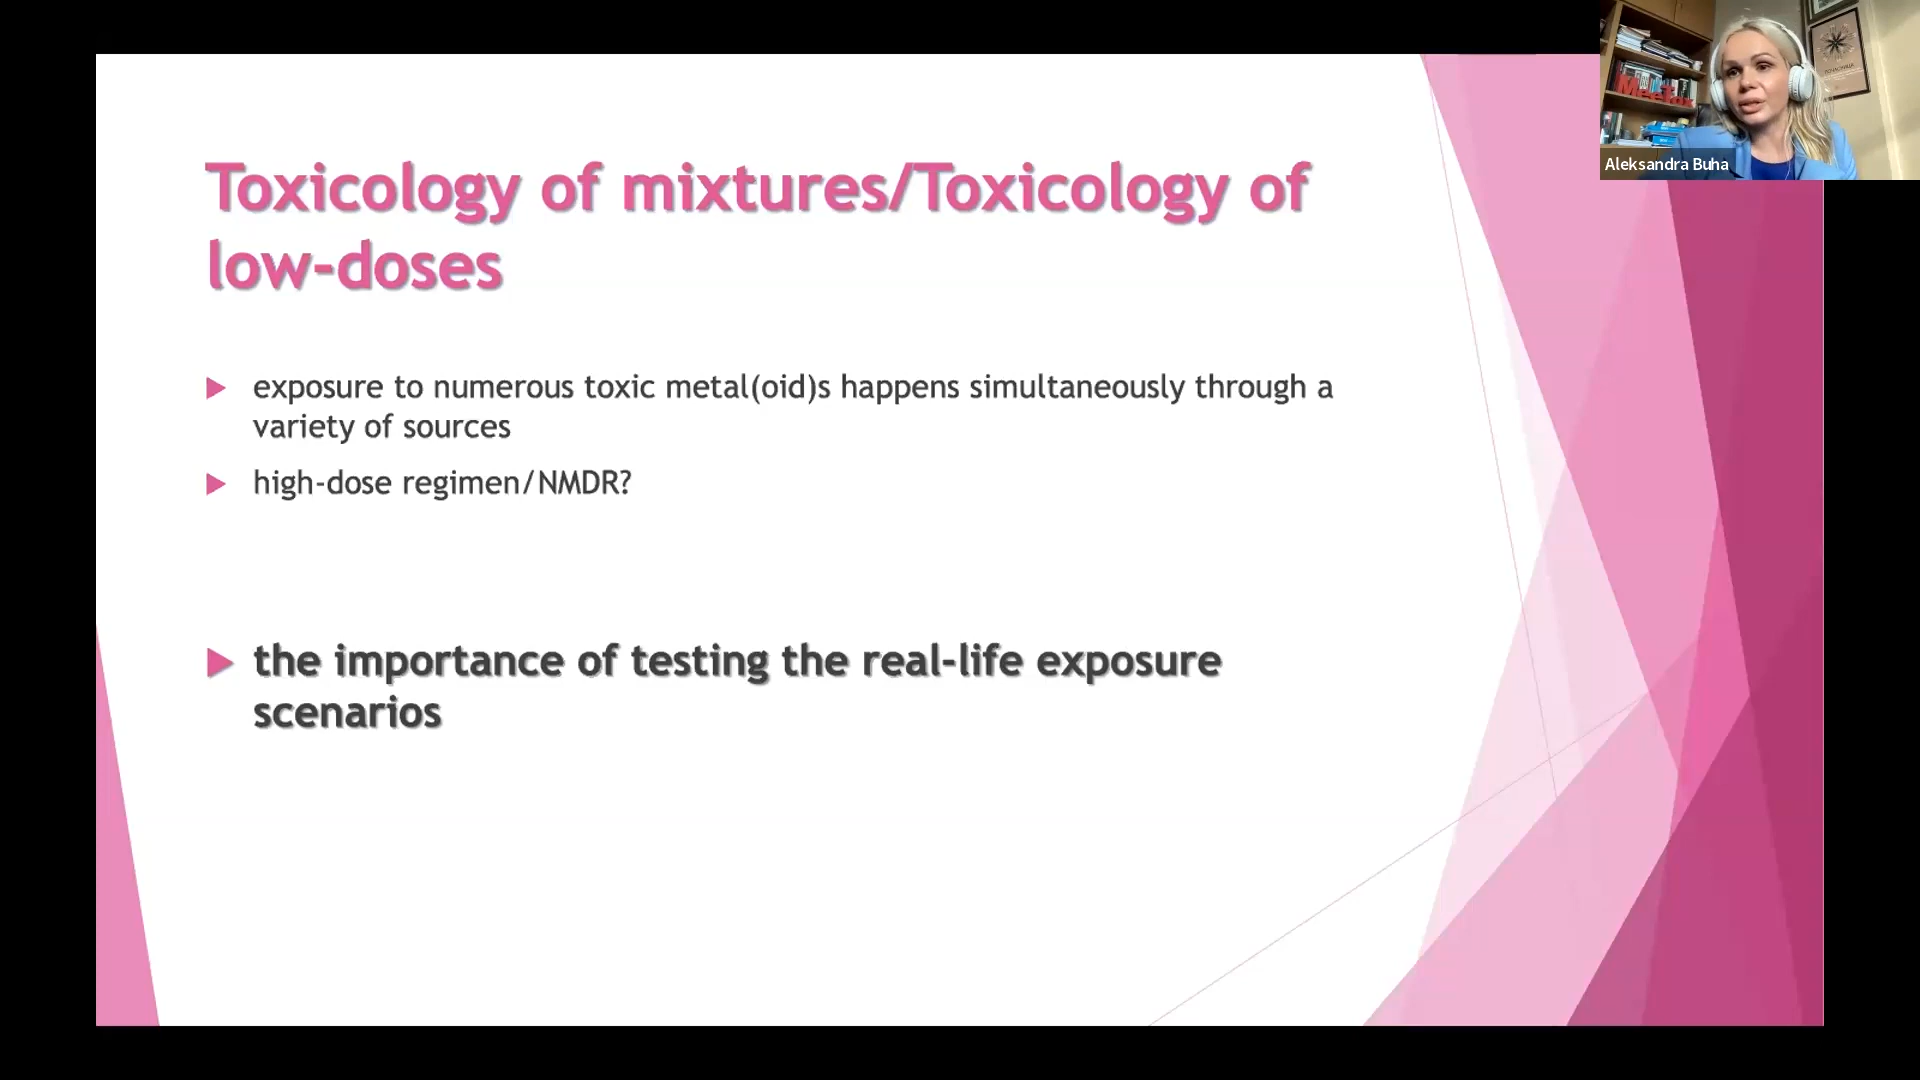 Toxicology of mixtures/Toxicology of
low-doses
exposure to numerous toxic metal(oid)s happens simultaneously through a
variety of sources
high-dose regimen/NMDR?
the importance of testing the real-life exposure
scenarios
MeeTox
Aleksandra Buha